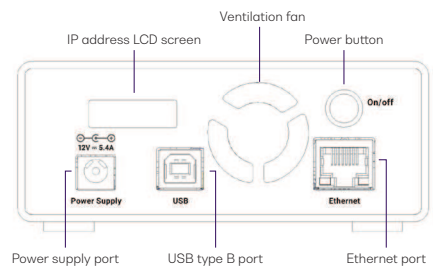 Ventilation fan
IP address LCD screen
Power button
On/off
12V ⎓ 5.4A
Power Supply
USB
Ethernet
Power supply port
USB type B port
Ethernet port